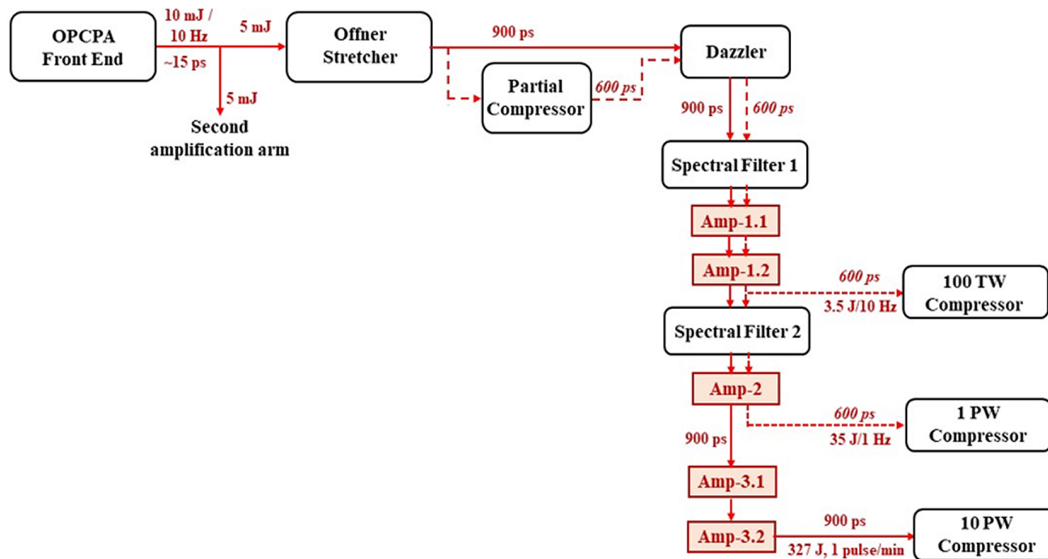 OPCPA
Front End
10 mJ /
10 Hz
~15 ps
5 mJ
5 mJ
Second
amplification arm
Offner
Stretcher
900 ps
Partial
Compressor
600 ps
Dazzler
900 ps
600 ps
Spectral Filter 1
Amp-1.1
Amp-1.2
600 ps
3.5 J/10 Hz
100 TW
Compressor
Spectral Filter 2
Amp-2
600 ps
35 J/1 Hz
1 PW
Compressor
900 ps
Amp-3.1
Amp-3.2
900 ps
327 J, 1 pulse/min
10 PW
Compressor